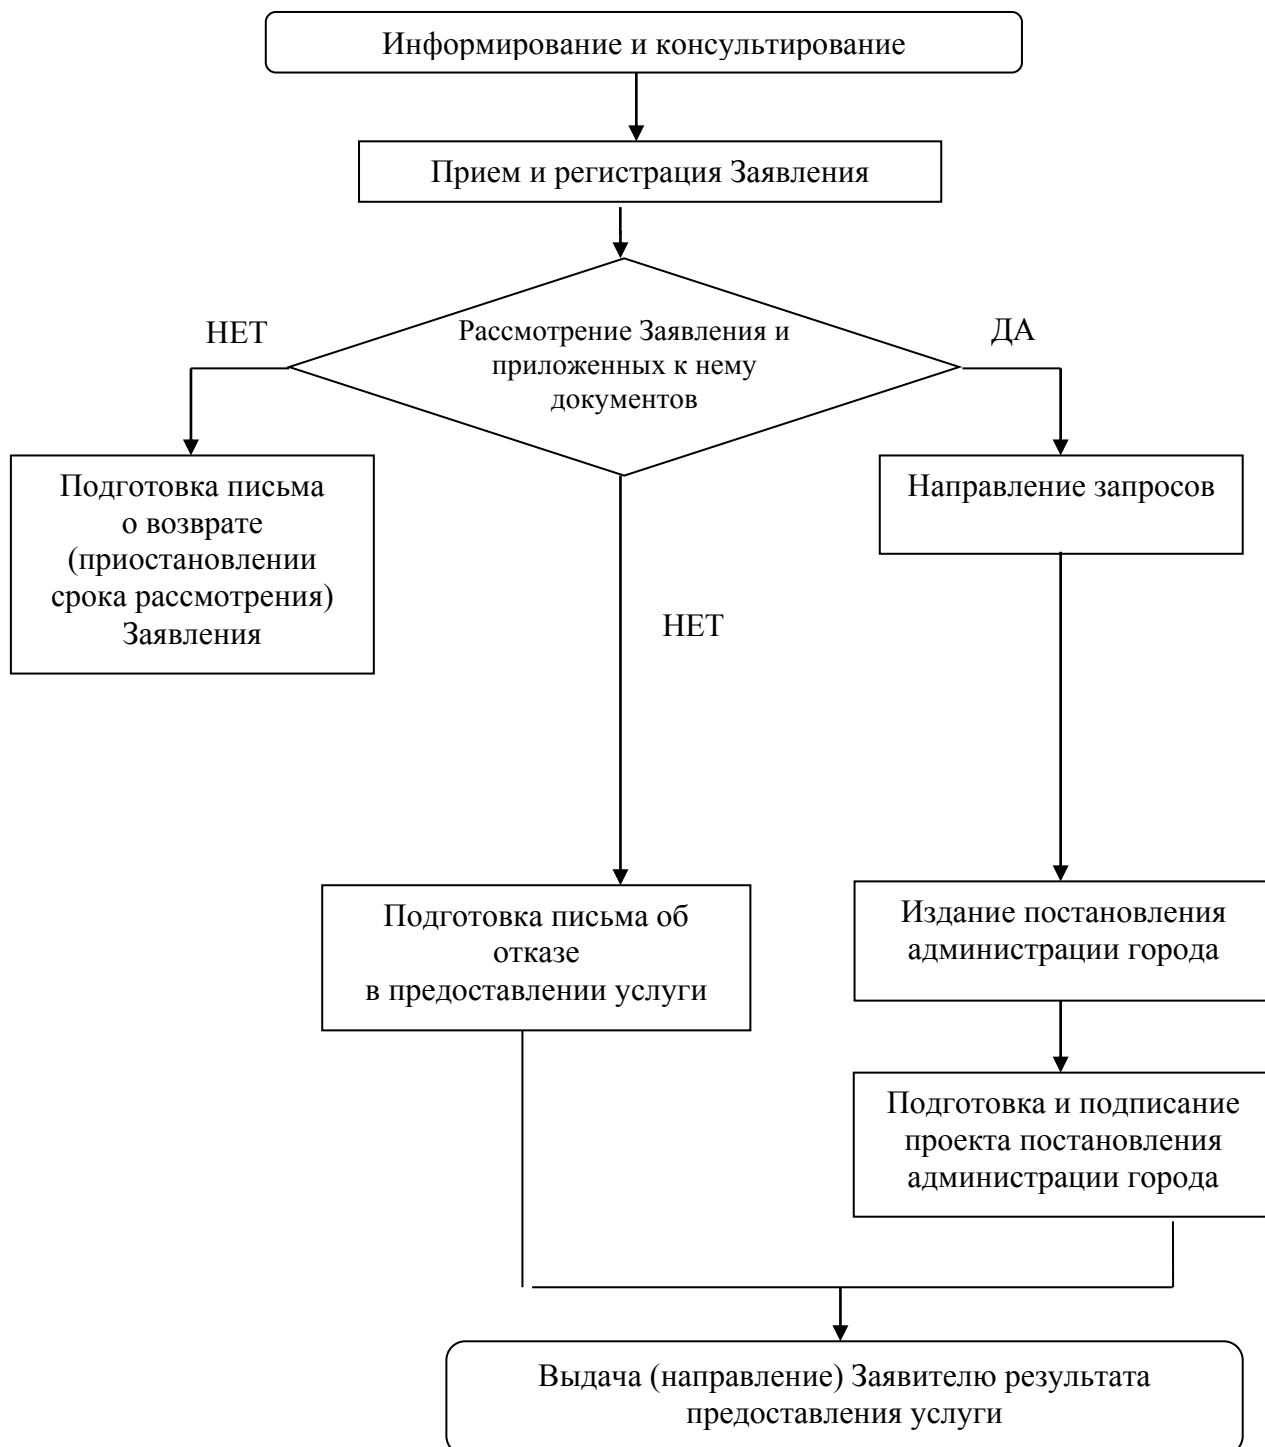 Информирование и консультирование
Прием и регистрация Заявления
НЕТ
Рассмотрение Заявления и
приложенных к нему
документов
ДА
Подготовка письма
о возврате
(приостановлении
срока рассмотрения)
Заявления
Направление запросов
НЕТ
Подготовка письма об
отказе
в предоставлении услуги
Издание постановления
администрации города
Подготовка и подписание
проекта постановления
администрации города
Выдача (направление) Заявителю результата
предоставления услуги